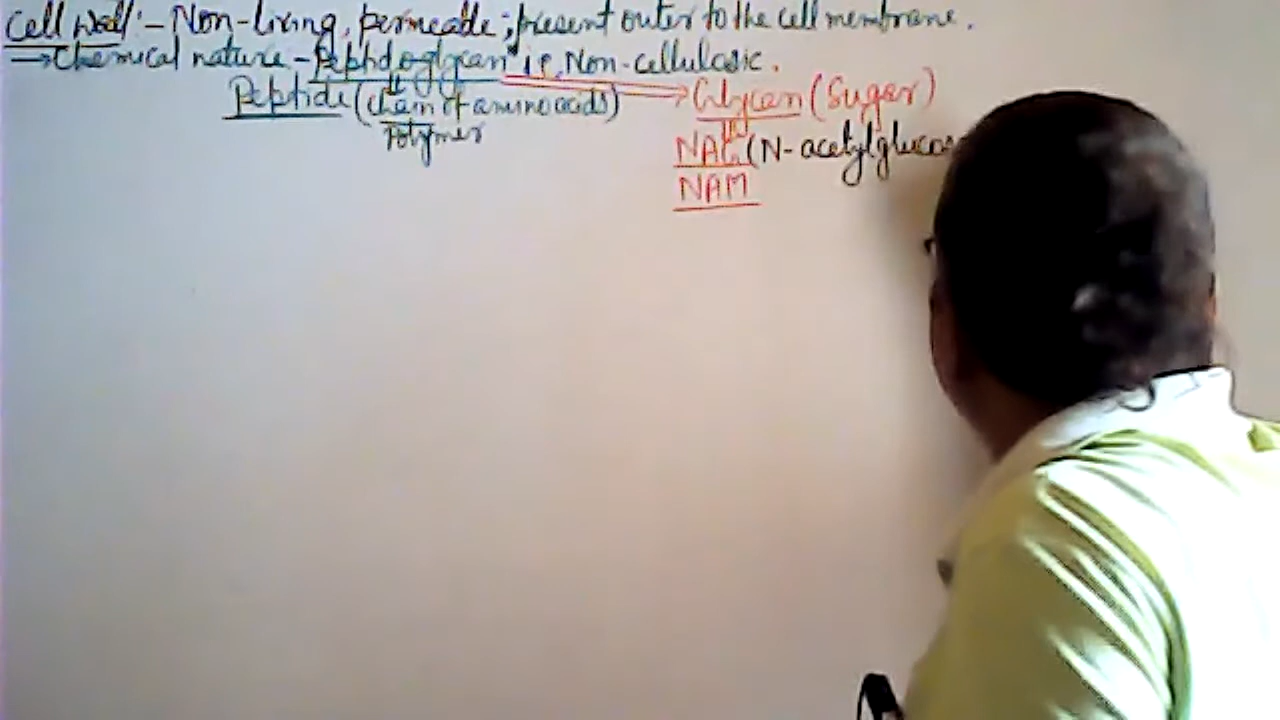 Cell Wall :- Non-living, permeable ; present outer to the cell membrane.
→ Chemical nature - Peptidoglycan i.e. Non-cellulosic.
Peptide (chain of amino acids) Glycan (Sugar)
Polymer
NAG (N-acetylglucos
NAM